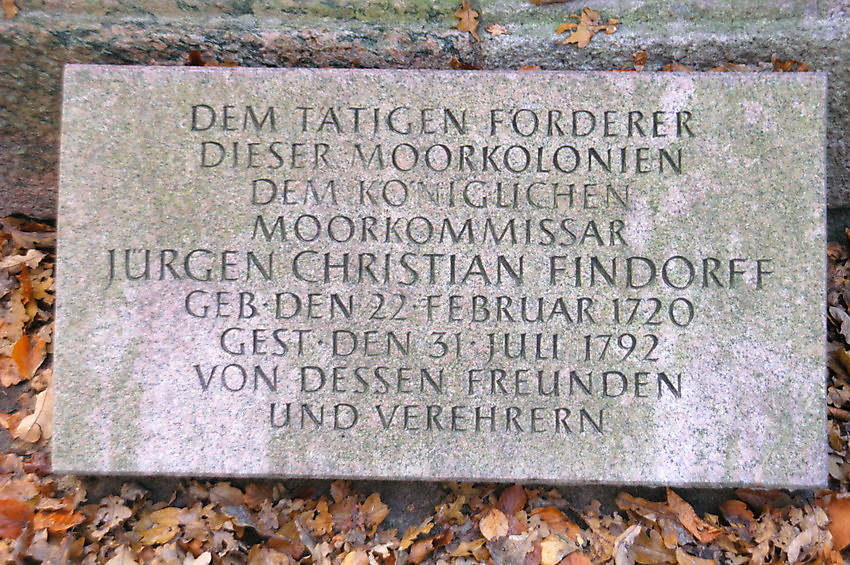 DEM TÄTIGEN FÖRDERER
DIESER MOORKOLONIEN
DEM KÖNIGLICHEN
MOORKOMMISSAR
JÜRGEN CHRISTIAN FINDORFF
GEB·DEN 22·FEBRUAR 1720
GEST·DEN 31·JULI 1792
VON DESSEN FREUNDEN
UND VEREHRERN